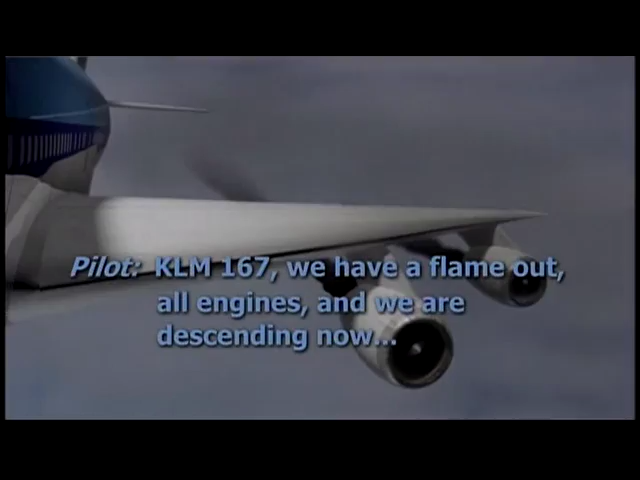 Pilot: KLM 167, we have a flame out,
all engines, and we are
descending now...